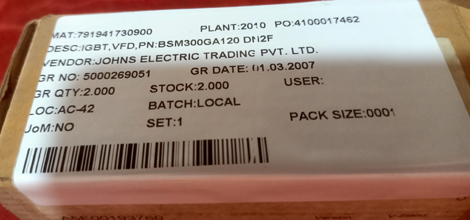 MAT:791941730900 PLANT:2010 PO:4100017462
DESC:IGBT,VFD,PN:BSM300GA120 DN2F
VENDOR:JOHNS ELECTRIC TRADING PVT. LTD.
GR NO: 5000269051 GR DATE: 01.03.2007
GR QTY:2.000 STOCK:2.000 USER:
LOC:AC-42 BATCH:LOCAL
UoM:NO SET:1 PACK SIZE:0001